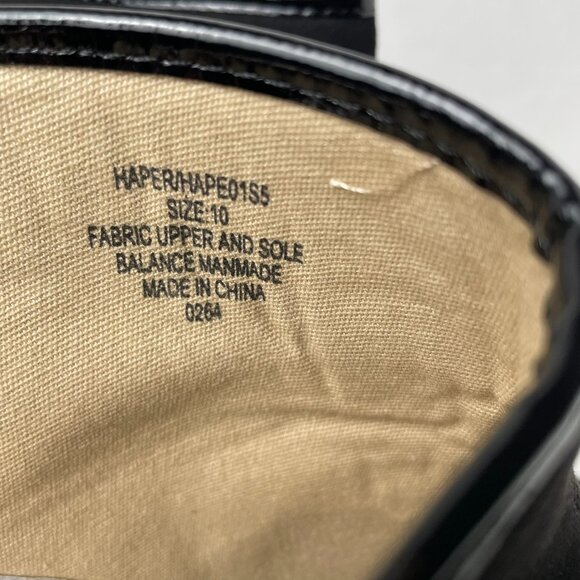 HAPER/HAPE01S5
SIZE:10
FABRIC UPPER AND SOLE
BALANCE MANMADE
MADE IN CHINA
0264